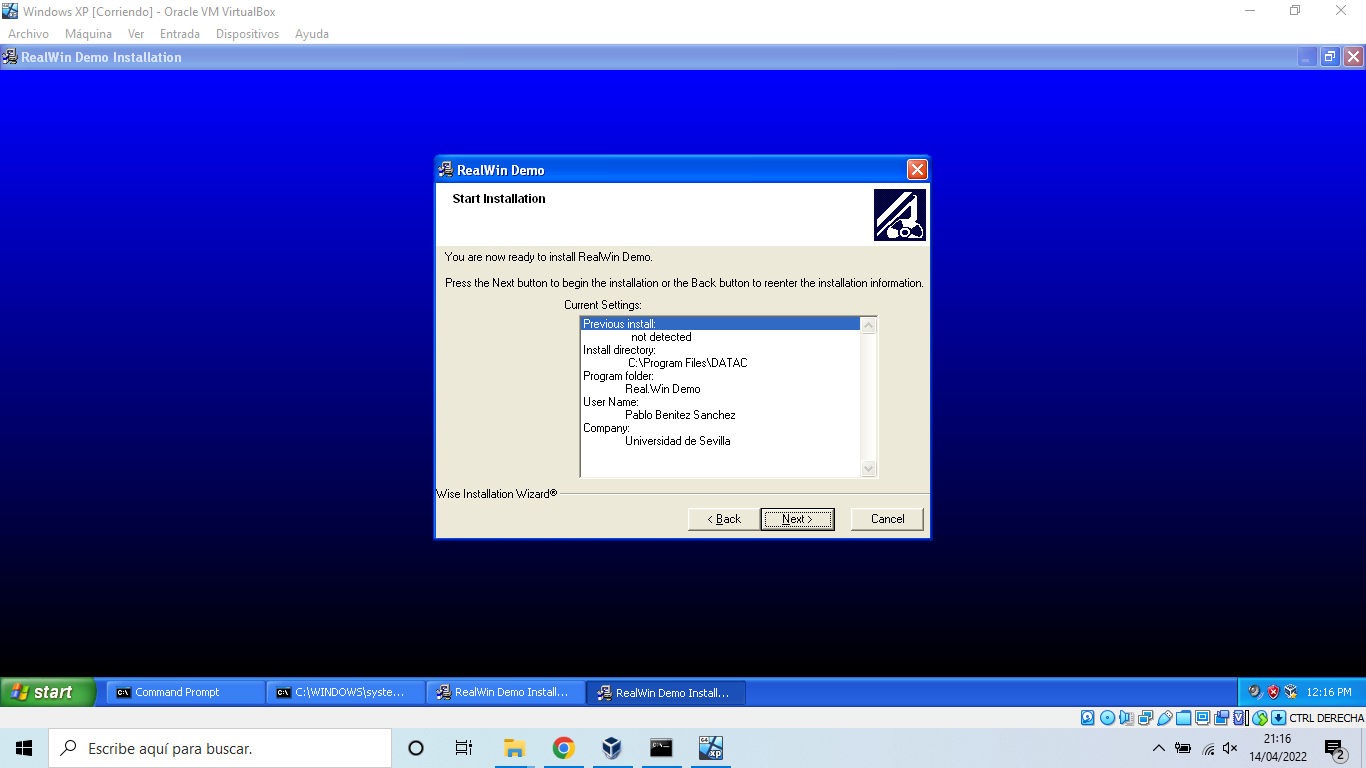 Windows XP [Corriendo] - Oracle VM VirtualBox
Archivo Máquina Ver Entrada Dispositivos Ayuda
RealWin Demo Installation
RealWin Demo
Start Installation
You are now ready to install RealWin Demo.
Press the Next button to begin the installation or the Back button to reenter the installation information.
Current Settings:
Previous install:
not detected
Install directory:
C:\Program Files\DATAC
Program folder:
Real.Win Demo
User Name:
Pablo Benitez Sanchez
Company:
Universidad de Sevilla
Wise Installation Wizard®
< Back Next > Cancel
start Command Prompt C:\WINDOWS\syste... RealWin Demo Install... RealWin Demo Install... 12:16 PM
CTRL DERECHA
Escribe aquí para buscar.
21:16
14/04/2022
2